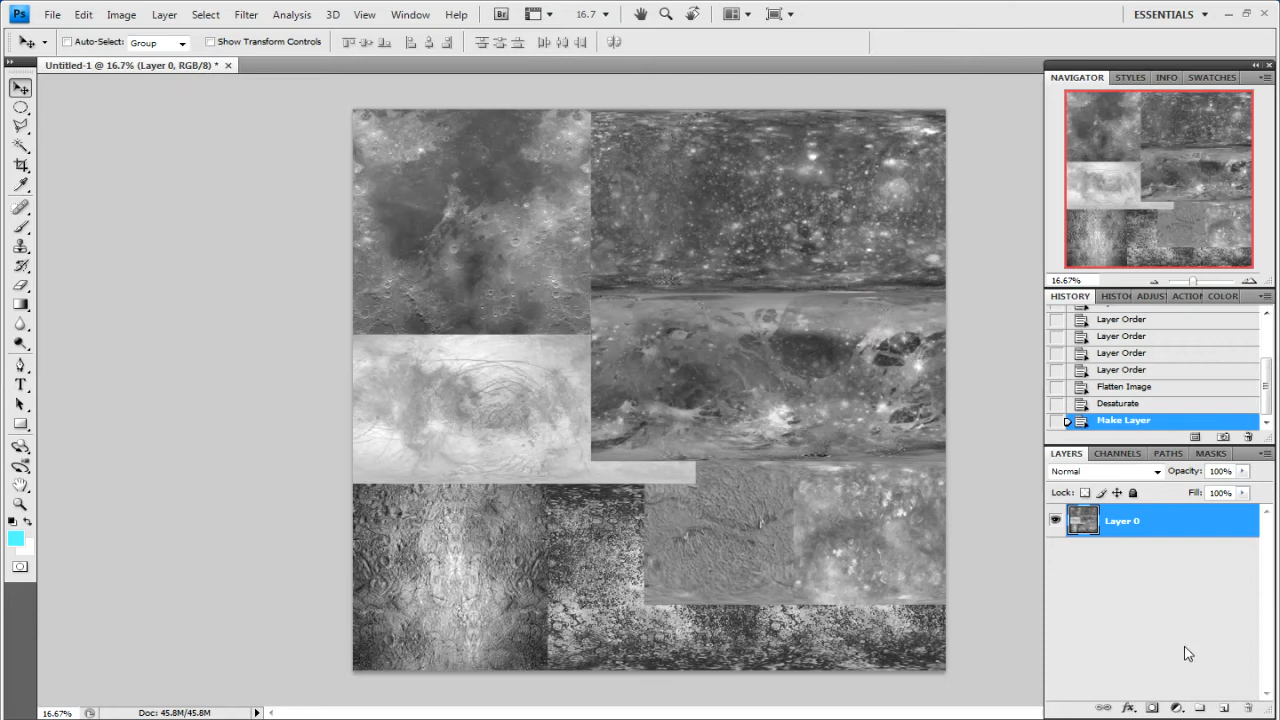 Ps File Edit Image Layer Select Filter Analysis 3D View Window Help Br 16.7 ESSENTIALS
Auto-Select: Group Show Transform Controls
Untitled-1 @ 16.7% (Layer 0, RGB/8) *
NAVIGATOR STYLES INFO SWATCHES
16.67%
HISTORY HISTO ADJUS ACTION COLOR
Layer Order
Layer Order
Layer Order
Layer Order
Flatten Image
Desaturate
Make Layer
LAYERS CHANNELS PATHS MASKS
Normal Opacity: 100%
Lock: Fill: 100%
Layer 0
16.67% Doc: 45.8M/45.8M